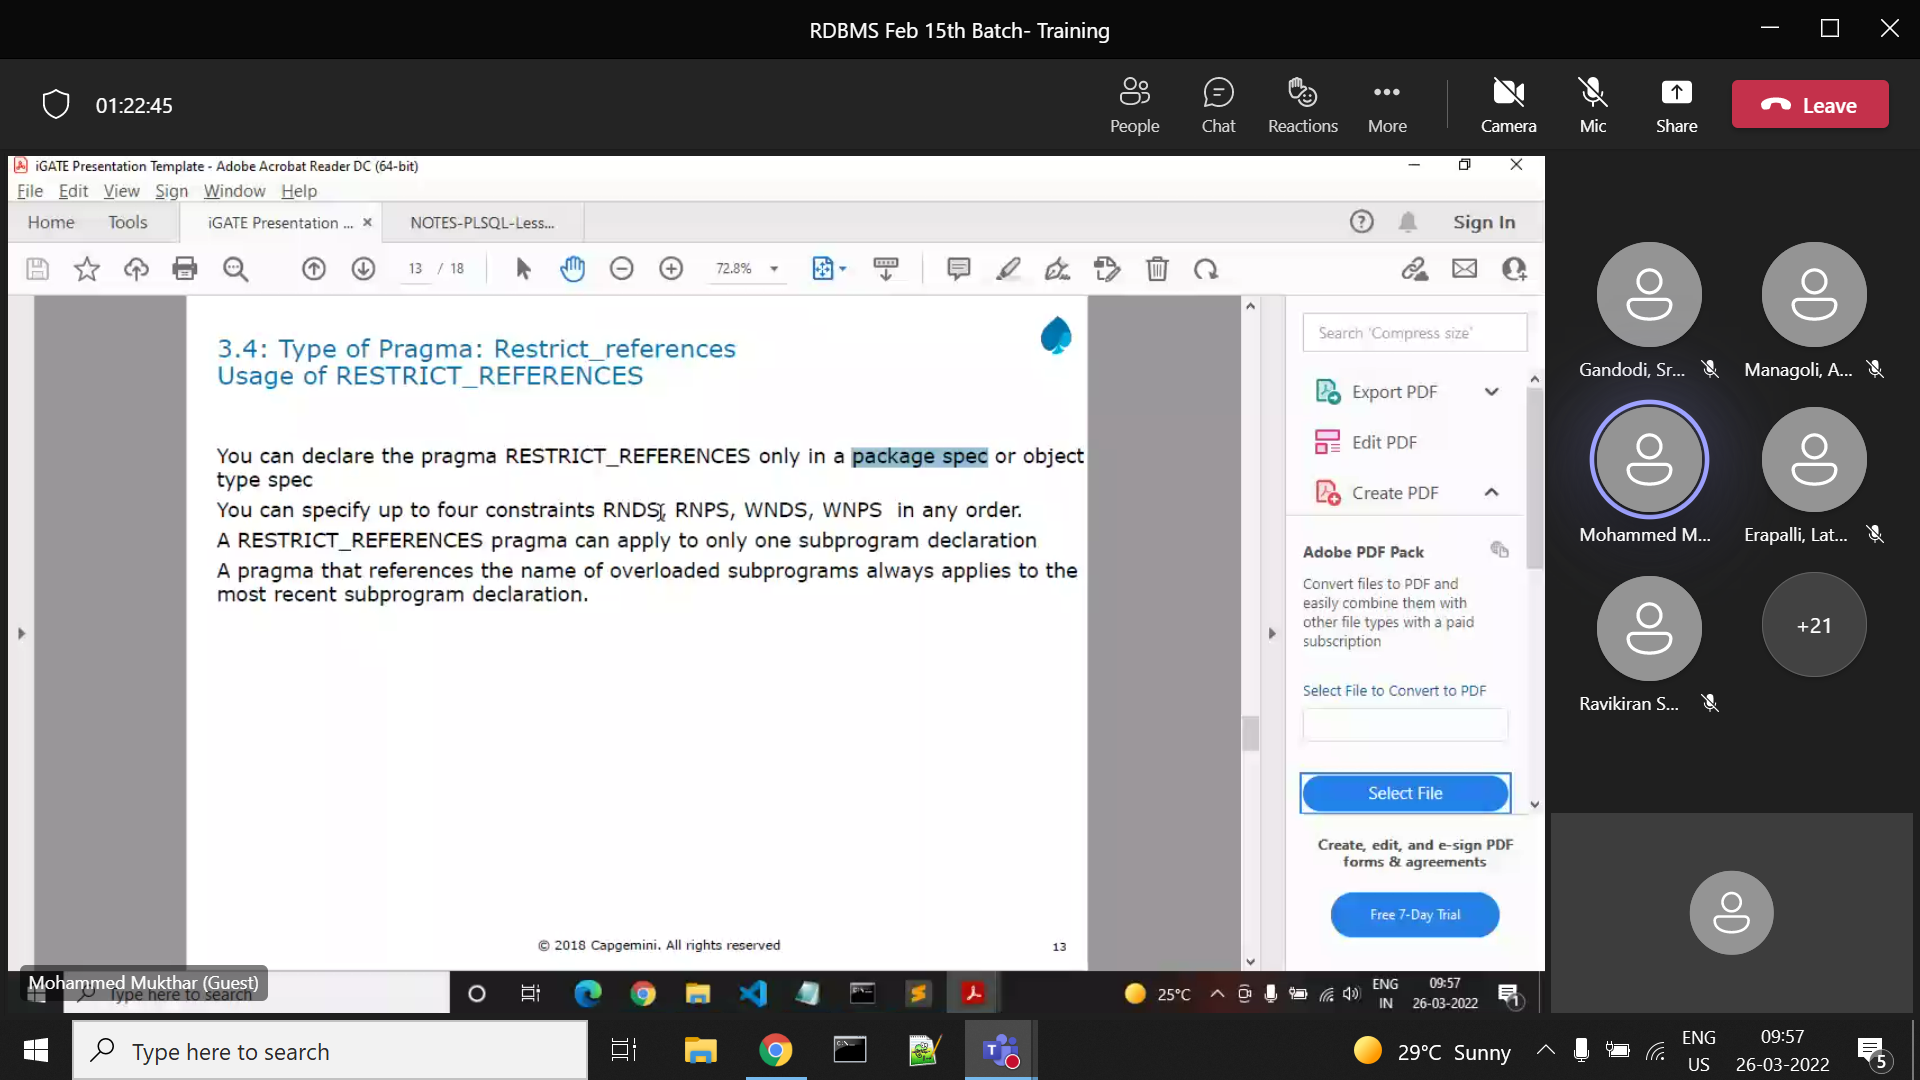 RDBMS Feb 15th Batch- Training
01:22:45
People
Chat
Reactions
More
Camera
Mic
Share
Leave
iGATE Presentation Template - Adobe Acrobat Reader DC (64-bit)
File Edit View Sign Window Help
Home Tools iGATE Presentation ... × NOTES-PLSQL-Less... Sign In
13 / 18 72.8%
3.4: Type of Pragma: Restrict_references
Usage of RESTRICT_REFERENCES
You can declare the pragma RESTRICT_REFERENCES only in a package spec or object
type spec
You can specify up to four constraints RNDS, RNPS, WNDS, WNPS in any order.
A RESTRICT_REFERENCES pragma can apply to only one subprogram declaration
A pragma that references the name of overloaded subprograms always applies to the
most recent subprogram declaration.
© 2018 Capgemini. All rights reserved
13
Search 'Compress size'
Export PDF
Edit PDF
Create PDF
Adobe PDF Pack
Convert files to PDF and
easily combine them with
other file types with a paid
subscription
Select File to Convert to PDF
Select File
Create, edit, and e-sign PDF
forms & agreements
Free 7-Day Trial
Gandodi, Sr...
Managoli, A...
Mohammed M...
Erapalli, Lat...
Ravikiran S...
+21
Mohammed Mukthar (Guest)
Type here to search
25°C
ENG
IN
09:57
26-03-2022
1
Type here to search
29°C Sunny
ENG
US
09:57
26-03-2022
5